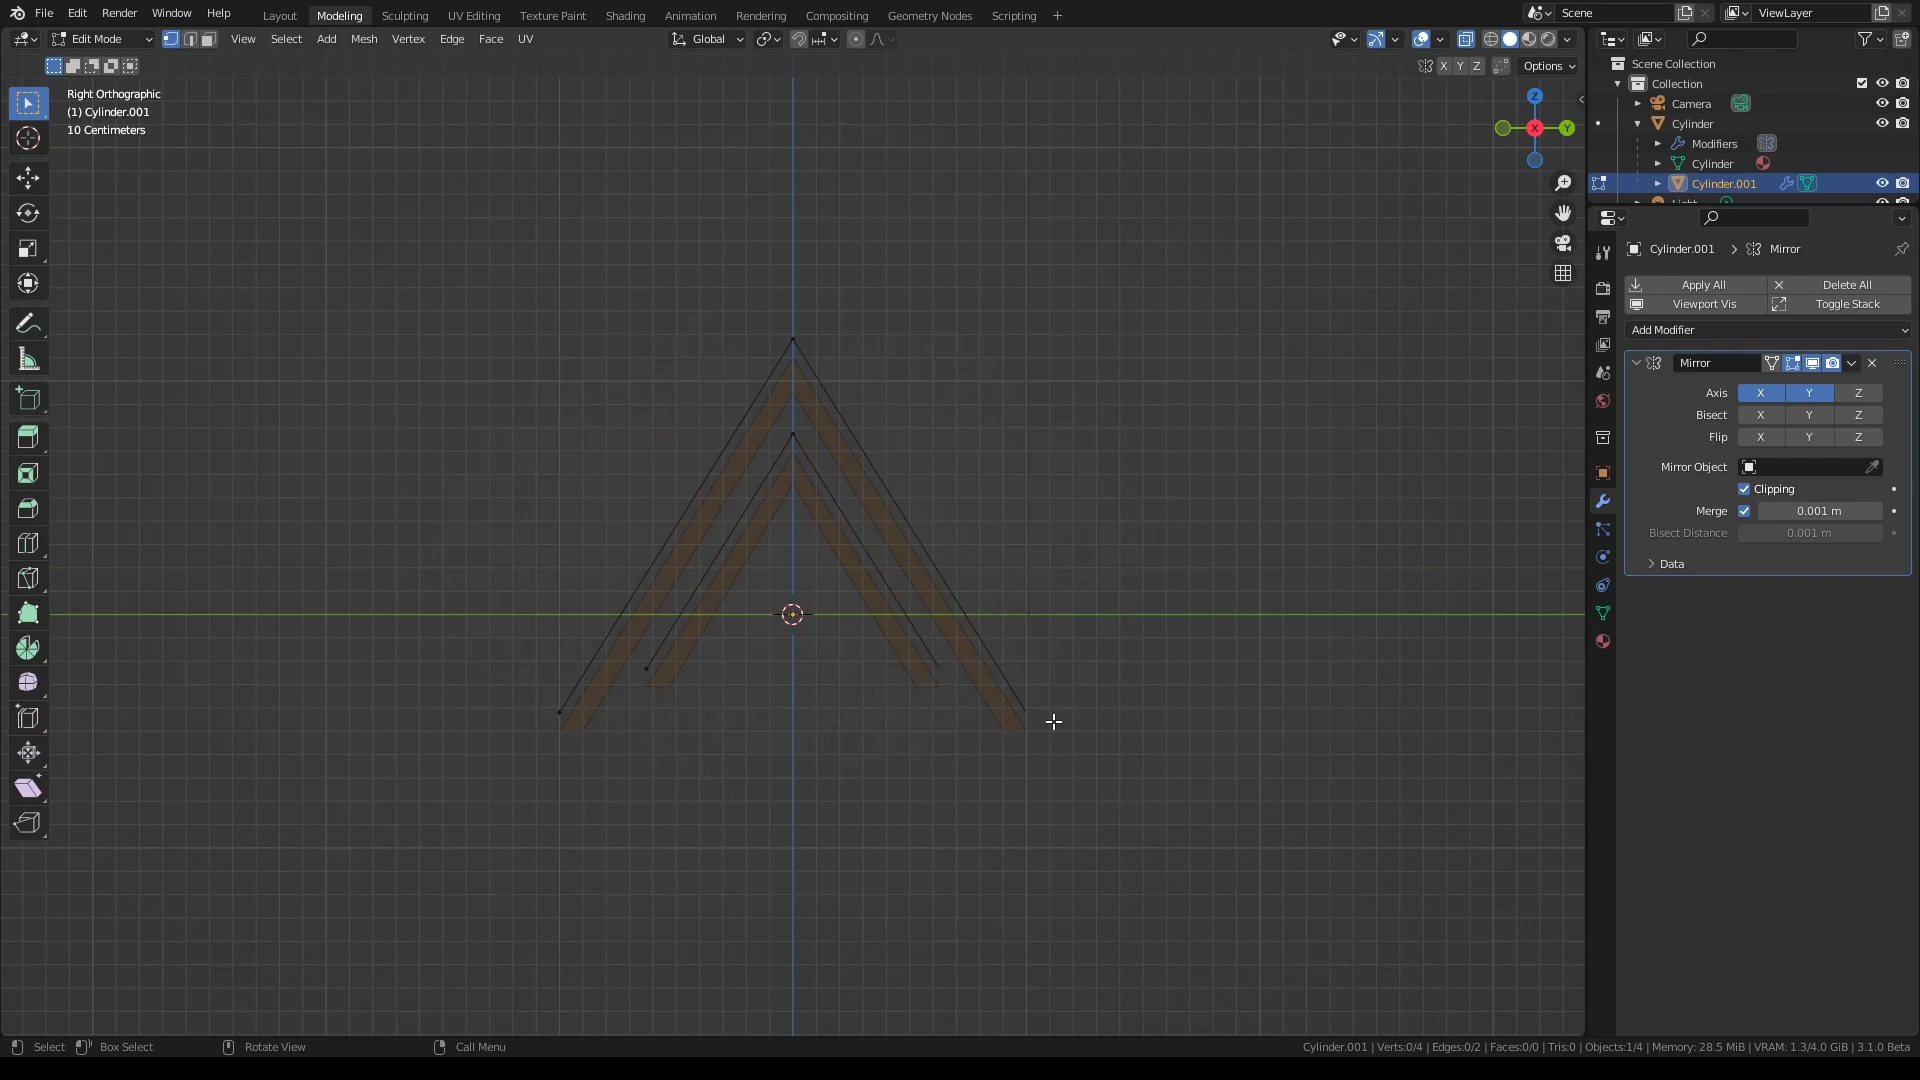 File Edit Render Window Help Layout Modeling Sculpting UV Editing Texture Paint Shading Animation Rendering Compositing Geometry Nodes Scripting + Scene ViewLayer
Edit Mode View Select Add Mesh Vertex Edge Face UV Global
X Y Z Options
Right Orthographic
(1) Cylinder.001
10 Centimeters
Z
X
Y
Scene Collection
Collection
Camera
Cylinder
Modifiers
Cylinder
Cylinder.001
Cylinder.001 > Mirror
Apply All Delete All
Viewport Vis Toggle Stack
Add Modifier
Mirror
Axis X Y Z
Bisect X Y Z
Flip X Y Z
Mirror Object
Clipping
Merge 0.001 m
Bisect Distance 0.001 m
Data
Select Box Select Rotate View Call Menu
Cylinder.001 | Verts:0/4 | Edges:0/2 | Faces:0/0 | Tris:0 | Objects:1/4 | Memory: 28.5 MiB | VRAM: 1.3/4.0 GiB | 3.1.0 Beta